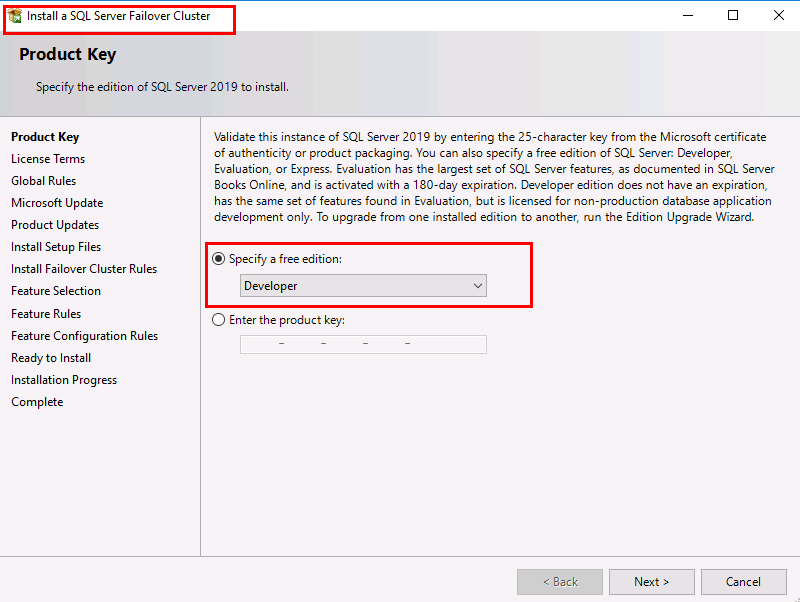 Install a SQL Server Failover Cluster
Product Key
Specify the edition of SQL Server 2019 to install.
Product Key
License Terms
Global Rules
Microsoft Update
Product Updates
Install Setup Files
Install Failover Cluster Rules
Feature Selection
Feature Rules
Feature Configuration Rules
Ready to Install
Installation Progress
Complete
Validate this instance of SQL Server 2019 by entering the 25-character key from the Microsoft certificate
of authenticity or product packaging. You can also specify a free edition of SQL Server: Developer,
Evaluation, or Express. Evaluation has the largest set of SQL Server features, as documented in SQL Server
Books Online, and is activated with a 180-day expiration. Developer edition does not have an expiration,
has the same set of features found in Evaluation, but is licensed for non-production database application
development only. To upgrade from one installed edition to another, run the Edition Upgrade Wizard.
Specify a free edition:
Developer
Enter the product key:
– – – –
< Back Next > Cancel